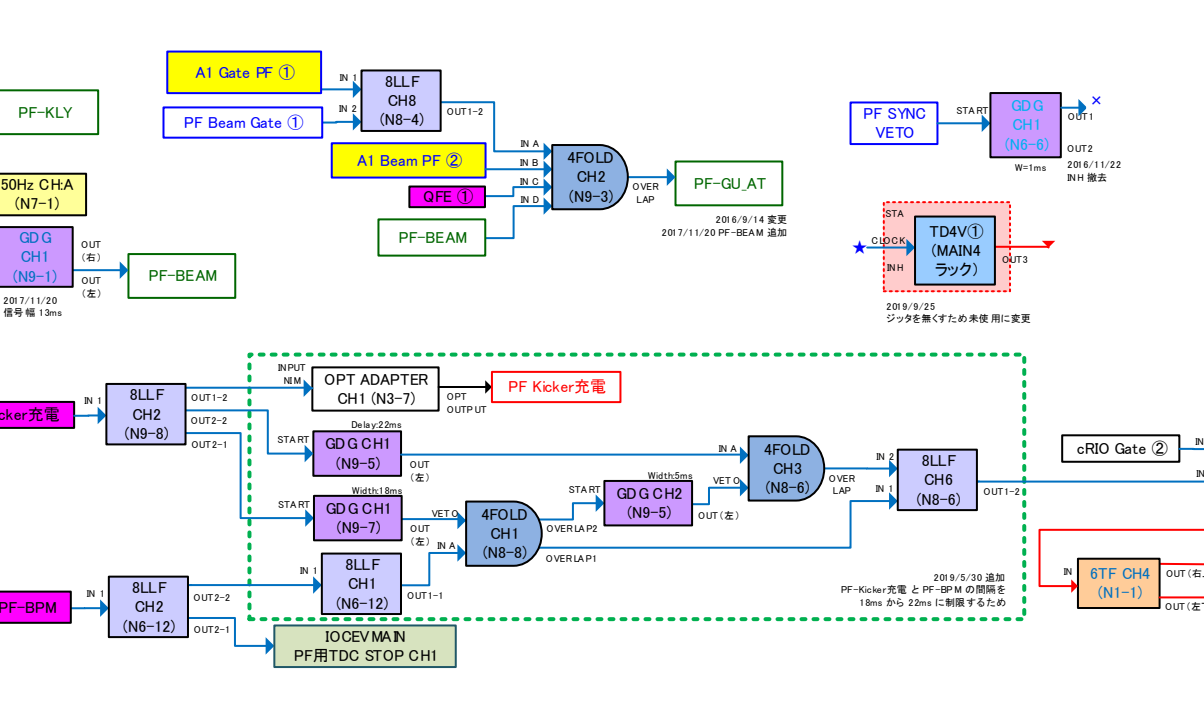 PF-KLY
50Hz CH:A
(N7-1)
GDG
CH1
(N9-1)
OUT
(右)
OUT
(左)
2017/11/20
信号幅 13ms
PF-BEAM
A1 Gate PF ①
PF Beam Gate ①
IN 1
IN 2
8LLF
CH8
(N8-4)
OUT1-2
A1 Beam PF ②
QFE ①
PF-BEAM
IN A
IN B
IN C
IN D
4FOLD
CH2
(N9-3)
OVER
LAP
PF-GU_AT
2016/9/14 変更
2017/11/20 PF-BEAM 追加
PF SYNC
VETO
START
GDG
CH1
(N6-6)
W=1ms
OUT1
×
OUT2
2016/11/22
INH 撤去
★
STA
CLOCK
INH
TD4V①
(MAIN4
ラック)
OUT3
2019/9/25
ジッタを無くすため未使用に変更
cker充電
IN 1
8LLF
CH2
(N9-8)
OUT1-2
OUT2-2
OUT2-1
INPUT
NIM
OPT ADAPTER
CH1 (N3-7)
OPT
OUTPUT
PF Kicker充電
Delay:22ms
START
GDG CH1
(N9-5)
OUT
(左)
Width:18ms
START
GDG CH1
(N9-7)
OUT
(左)
VETO
IN A
4FOLD
CH1
(N8-8)
OVERLAP2
OVERLAP1
START
Width:5ms
GDG CH2
(N9-5)
OUT(左)
IN A
VETO
4FOLD
CH3
(N8-6)
OVER
LAP
IN 2
IN 1
8LLF
CH6
(N8-6)
OUT1-2
cRIO Gate ②
IN
IN
PF-BPM
IN 1
8LLF
CH2
(N6-12)
OUT2-2
OUT2-1
IN 1
8LLF
CH1
(N6-12)
OUT1-1
IOCEVMAIN
PF用TDC STOP CH1
2019/5/30 追加
PF-Kicker充電 と PF-BPM の間隔を
18ms から 22ms に制限するため
IN
6TF CH4
(N1-1)
OUT(右
OUT(左